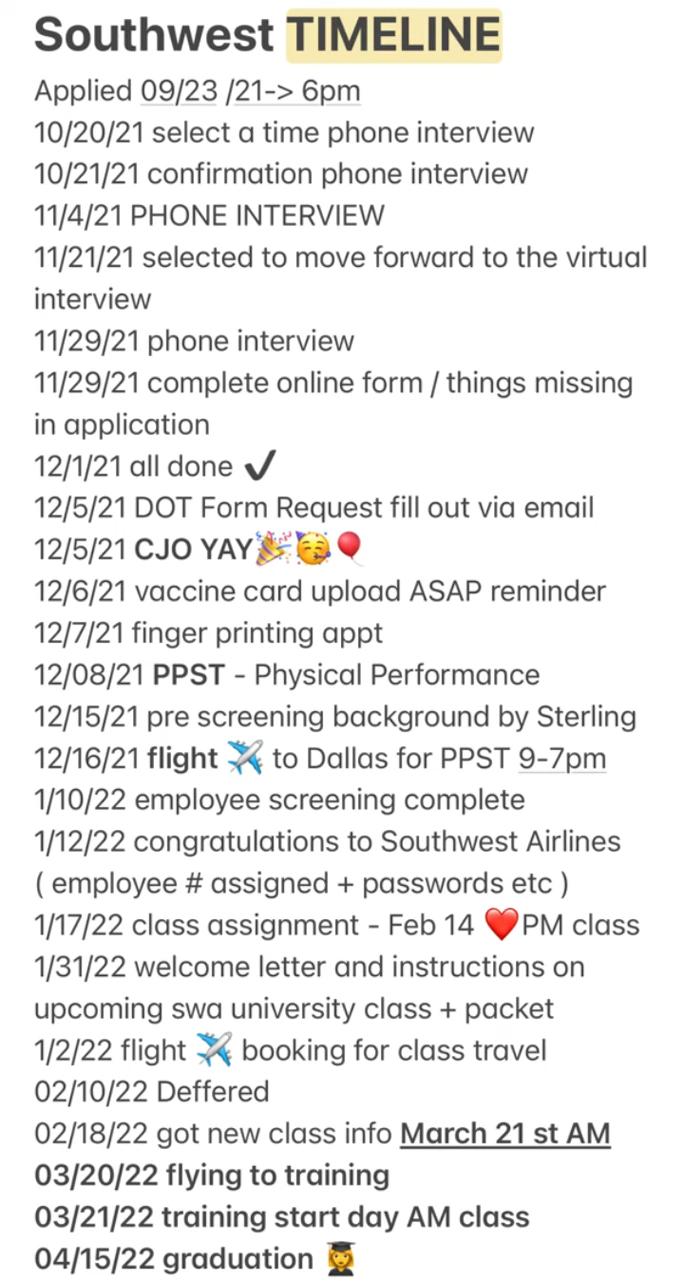 Southwest TIMELINE
Applied 09/23 /21-> 6pm
10/20/21 select a time phone interview
10/21/21 confirmation phone interview
11/4/21 PHONE INTERVIEW
11/21/21 selected to move forward to the virtual
interview
11/29/21 phone interview
11/29/21 complete online form / things missing
in application
12/1/21 all done ✔️
12/5/21 DOT Form Request fill out via email
12/5/21 CJO YAY🎉🥳🎈
12/6/21 vaccine card upload ASAP reminder
12/7/21 finger printing appt
12/08/21 PPST - Physical Performance
12/15/21 pre screening background by Sterling
12/16/21 flight ✈️ to Dallas for PPST 9-7pm
1/10/22 employee screening complete
1/12/22 congratulations to Southwest Airlines
( employee # assigned + passwords etc )
1/17/22 class assignment - Feb 14 ❤️PM class
1/31/22 welcome letter and instructions on
upcoming swa university class + packet
1/2/22 flight ✈️ booking for class travel
02/10/22 Deffered
02/18/22 got new class info March 21 st AM
03/20/22 flying to training
03/21/22 training start day AM class
04/15/22 graduation 👩‍🎓